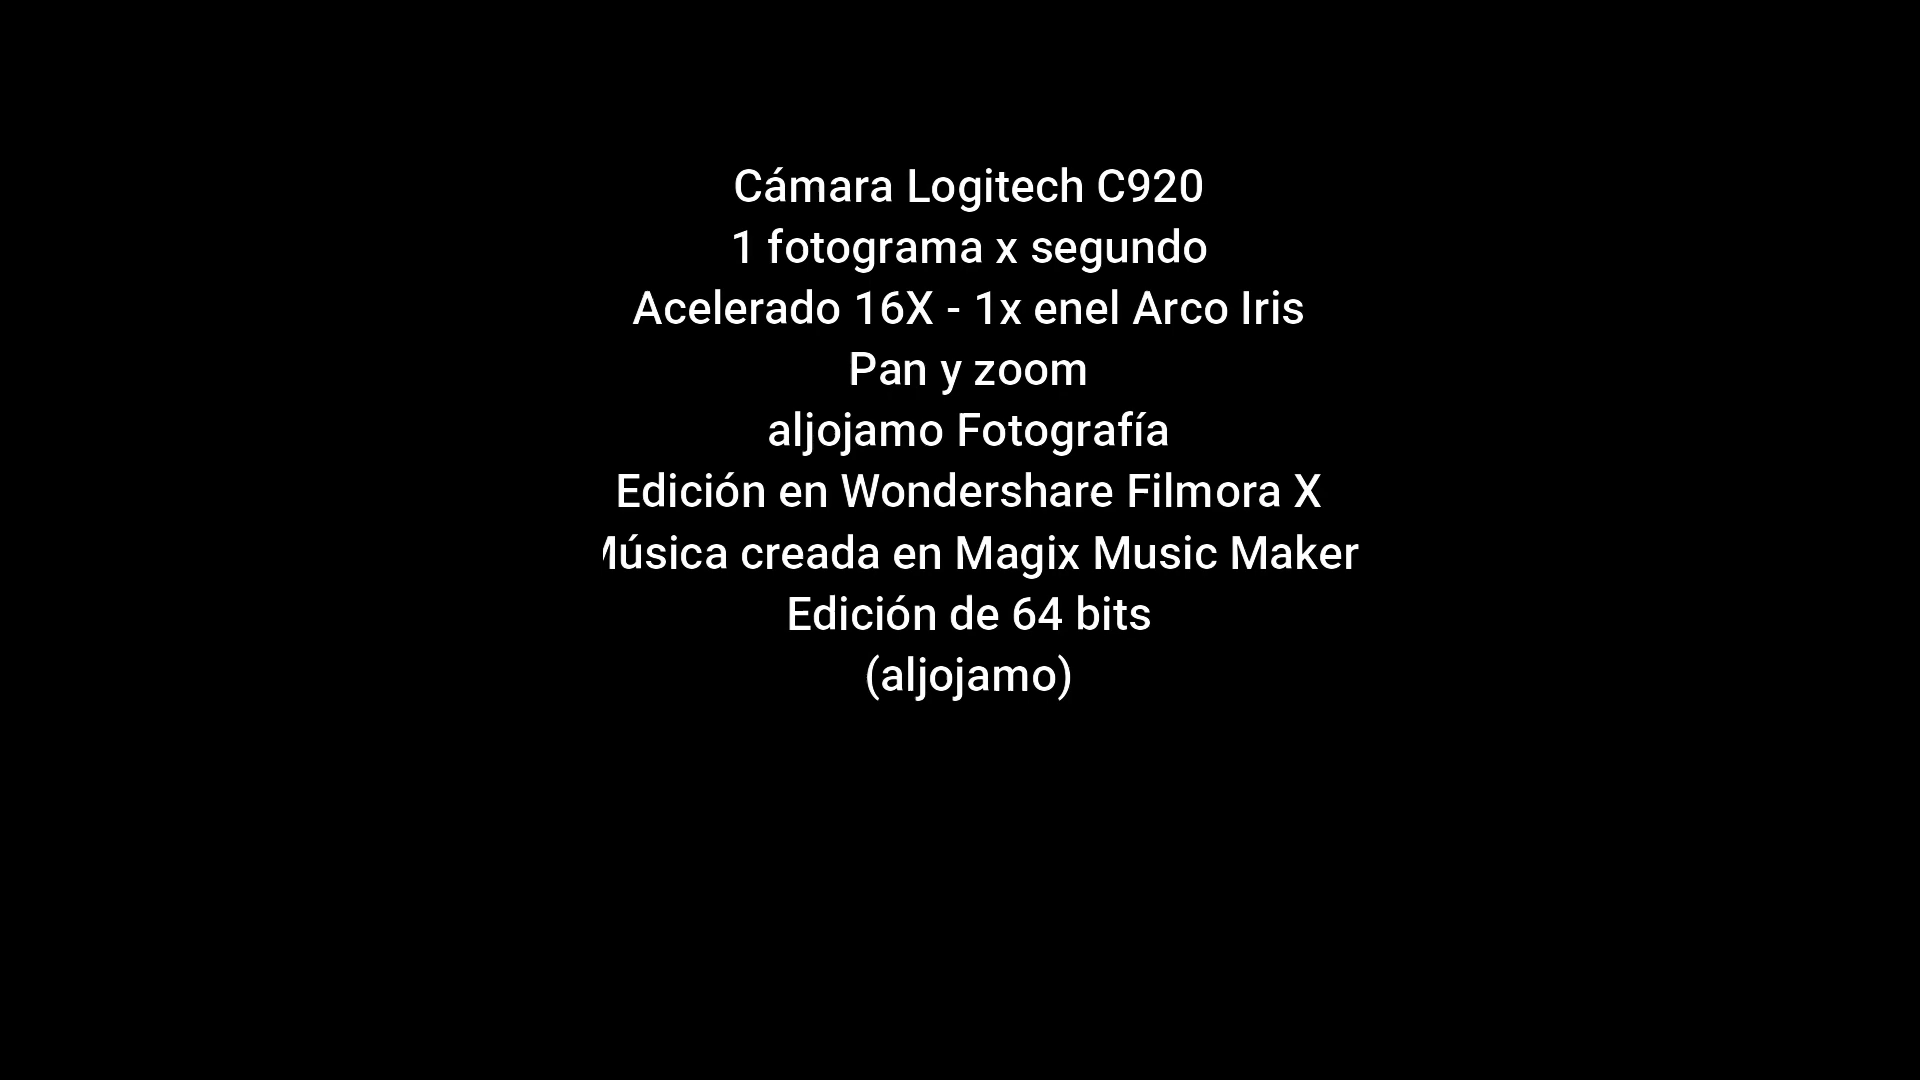 Cámara Logitech C920
1 fotograma x segundo
Acelerado 16X - 1x enel Arco Iris
Pan y zoom
aljojamo Fotografía
Edición en Wondershare Filmora X
Música creada en Magix Music Maker
Edición de 64 bits
(aljojamo)